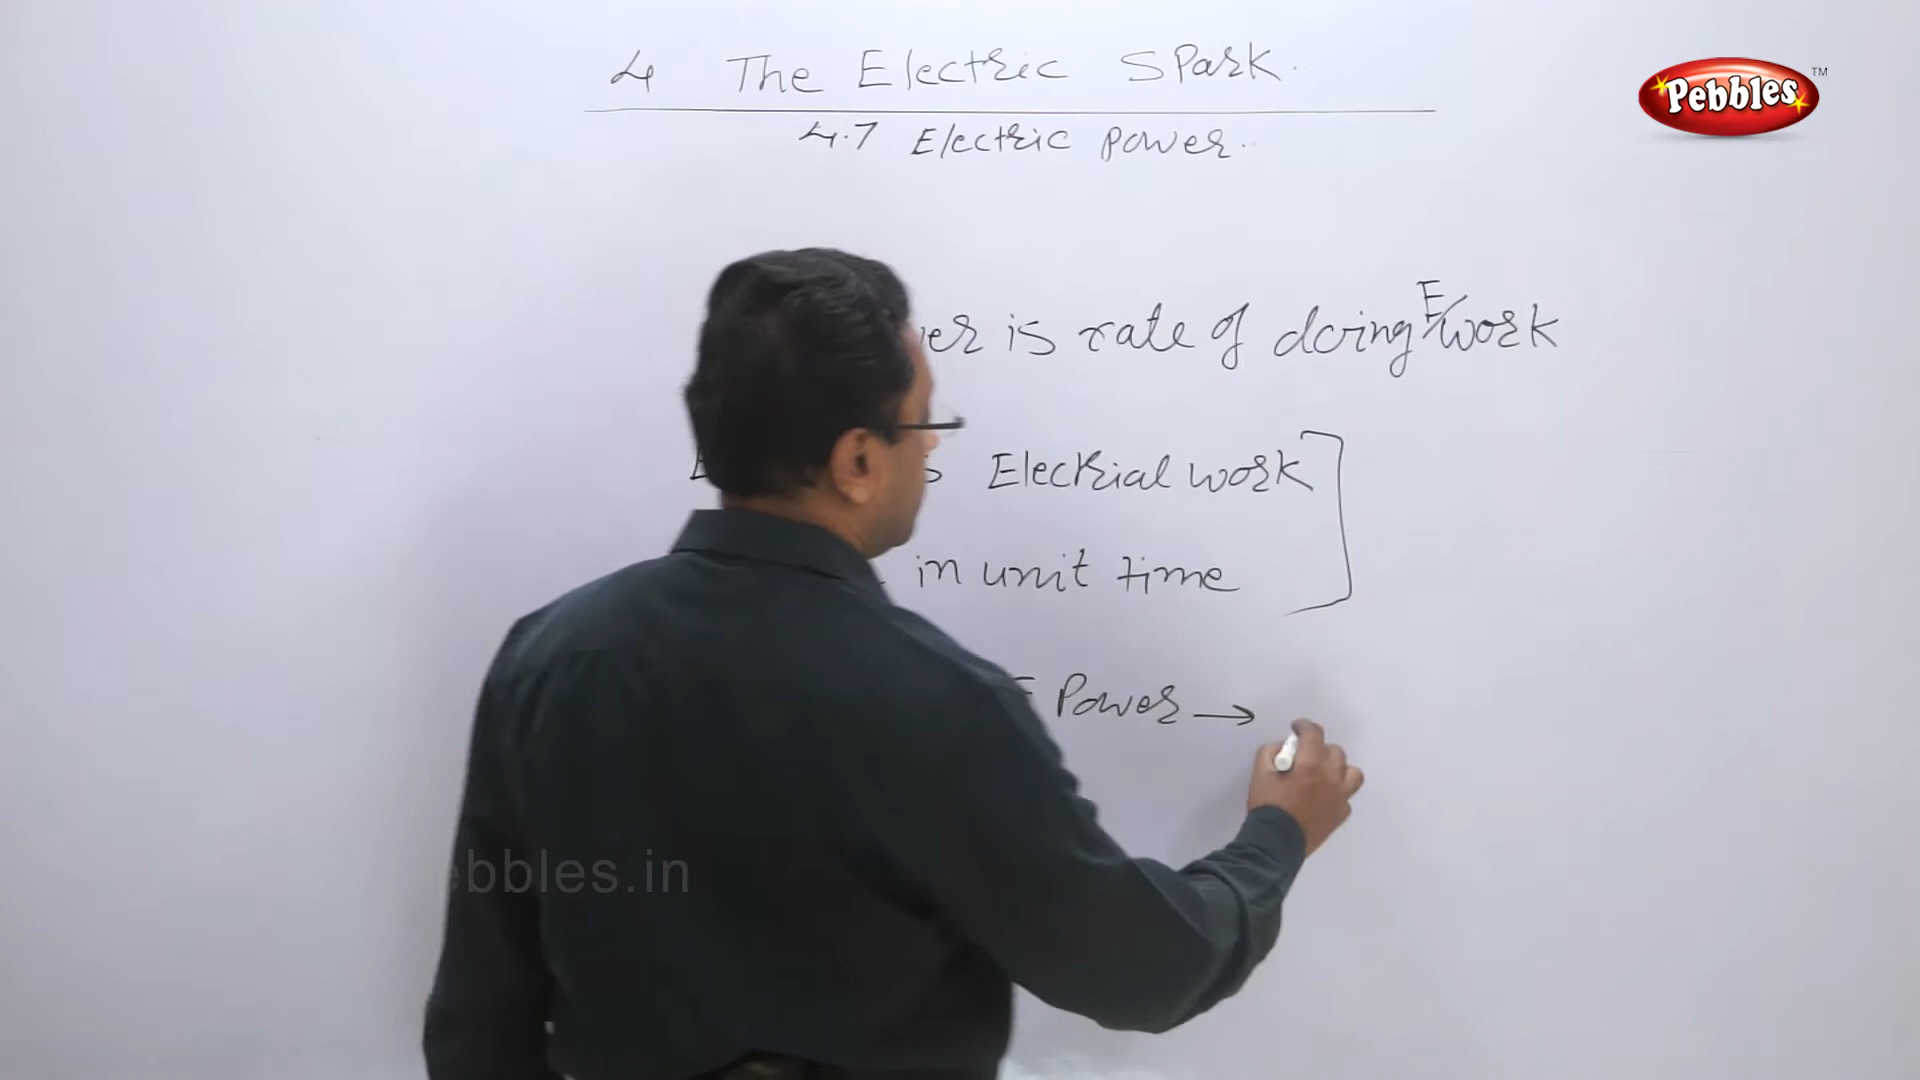 4 The Electric Spark.
Pebbles TM
4.7 Electric power.
is rate of doing E/work
Electrial work
in unit time
E Power →
ebbles.in